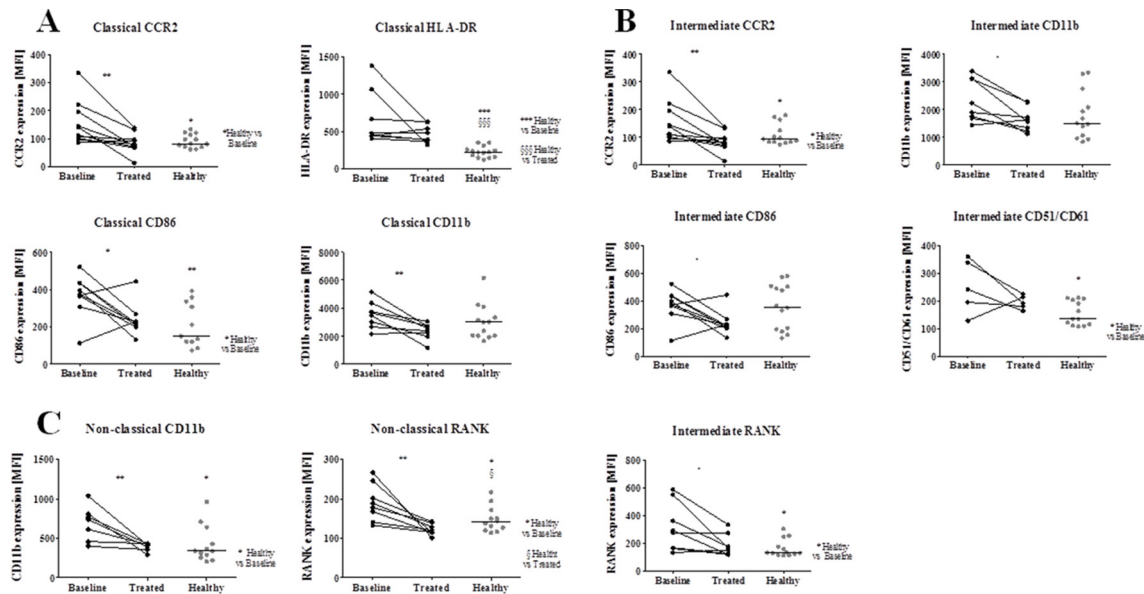 A
Classical CCR2
CCR2 expression [MFI]
400
300
200
100
0
**
*
*Healthy vs
Baseline
Baseline
Treated
Healthy
Classical HLA-DR
HLA-DR expression [MFI]
1500
1000
500
0
***
§§§
*** Healthy
vs Baseline
§§§ Healthy
vs Treated
Baseline
Treated
Healthy
Classical CD86
CD86 expression [MFI]
600
400
200
0
*
**
* Healthy
vs Baseline
Baseline
Treated
Healthy
Classical CD11b
CD11b expression [MFI]
8000
6000
4000
2000
0
**
Baseline
Treated
Healthy
B
Intermediate CCR2
CCR2 expression [MFI]
400
300
200
100
0
**
*
* Healthy
vs Baseline
Baseline
Treated
Healthy
Intermediate CD11b
CD11b expression [MFI]
4000
3000
2000
1000
0
*
Baseline
Treated
Healthy
Intermediate CD86
CD86 expression [MFI]
800
600
400
200
0
*
Baseline
Treated
Healthy
Intermediate CD51/CD61
CD51/CD61 expression [MFI]
400
300
200
100
0
*
* Healthy
vs Baseline
Baseline
Treated
Healthy
C
Non-classical CD11b
CD11b expression [MFI]
1500
1000
500
0
**
*
* Healthy
vs Baseline
Baseline
Treated
Healthy
Non-classical RANK
RANK expression [MFI]
300
200
100
0
**
*
§
* Healthy
vs Baseline
§ Healtht
vs Treated
Baseline
Treated
Healthy
Intermediate RANK
RANK expression [MFI]
800
600
400
200
0
*
*
* Healthy
vs Baseline
Baseline
Treated
Healthy